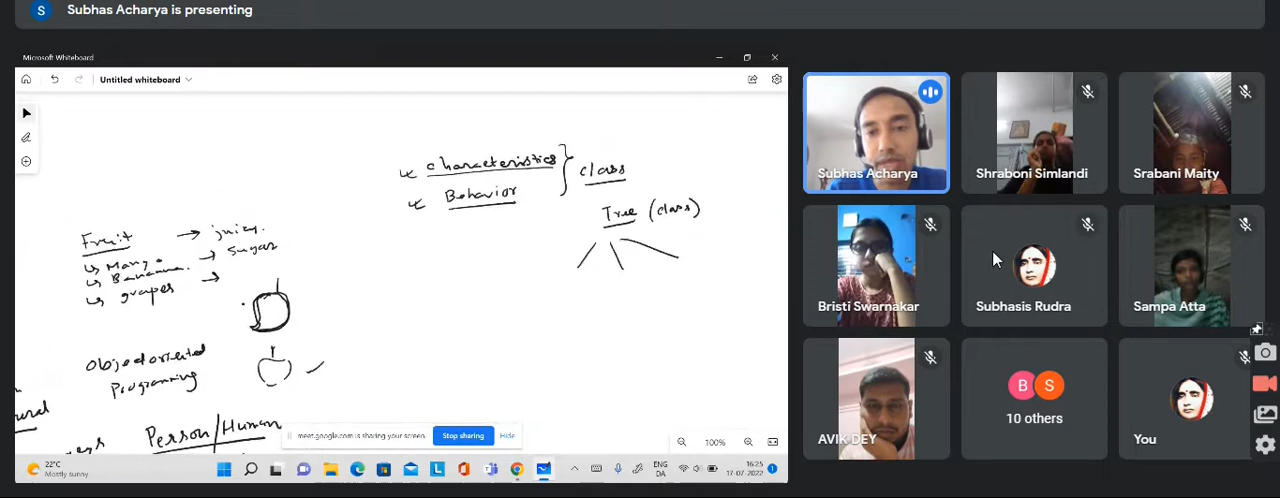 S Subhas Acharya is presenting
Microsoft Whiteboard
Untitled whiteboard
characteristics
Behavior
class
Tree (class)
Fruit → juicy.
↳ Mango → Sugar
↳ Bananna. →
↳ grapes
Object oriented
Programming
Person/Human
meet.google.com is sharing your screen.
Stop sharing
Hide
100%
22°C
Mostly sunny
ENG
DA
16:25
17-07-2022
Subhas Acharya
Shraboni Simlandi
Srabani Maity
Bristi Swarnakar
Subhasis Rudra
Sampa Atta
AVIK DEY
B S
10 others
You